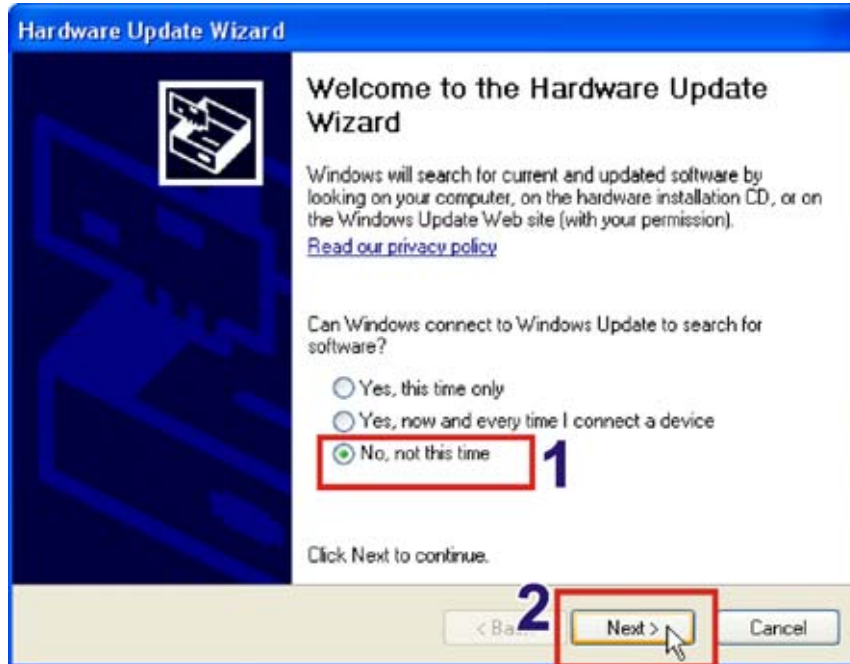 Hardware Update Wizard
Welcome to the Hardware Update
Wizard
Windows will search for current and updated software by
looking on your computer, on the hardware installation CD, or on
the Windows Update Web site (with your permission).
Read our privacy policy
Can Windows connect to Windows Update to search for
software?
Yes, this time only
Yes, now and every time I connect a device
No, not this time
1
Click Next to continue.
2
< Ba
Next >
Cancel